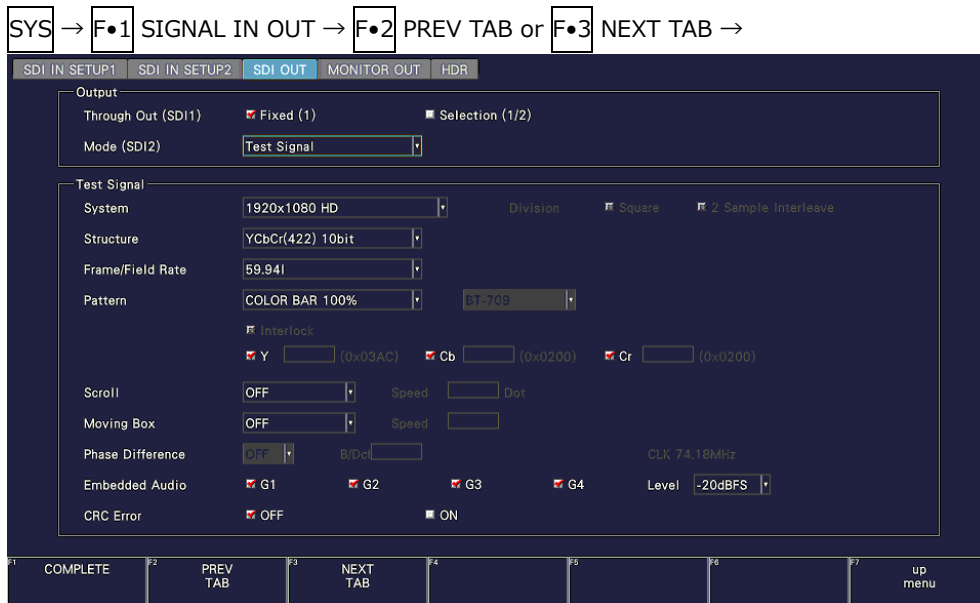 SYS → F•1 SIGNAL IN OUT → F•2 PREV TAB or F•3 NEXT TAB →
SDI IN SETUP1 SDI IN SETUP2 SDI OUT MONITOR OUT HDR
Output
Through Out (SDI1) Fixed (1) Selection (1/2)
Mode (SDI2) Test Signal
Test Signal
System 1920x1080 HD Division Square 2 Sample Interleave
Structure YCbCr(422) 10bit
Frame/Field Rate 59.94I
Pattern COLOR BAR 100% BT-709
Interlock
Y (0x03AC) Cb (0x0200) Cr (0x0200)
Scroll OFF Speed Dot
Moving Box OFF Speed
Phase Difference OFF B/Dct CLK 74.18MHz
Embedded Audio G1 G2 G3 G4 Level -20dBFS
CRC Error OFF ON
F1 COMPLETE F2 PREV TAB F3 NEXT TAB F4 F5 F6 F7 up menu